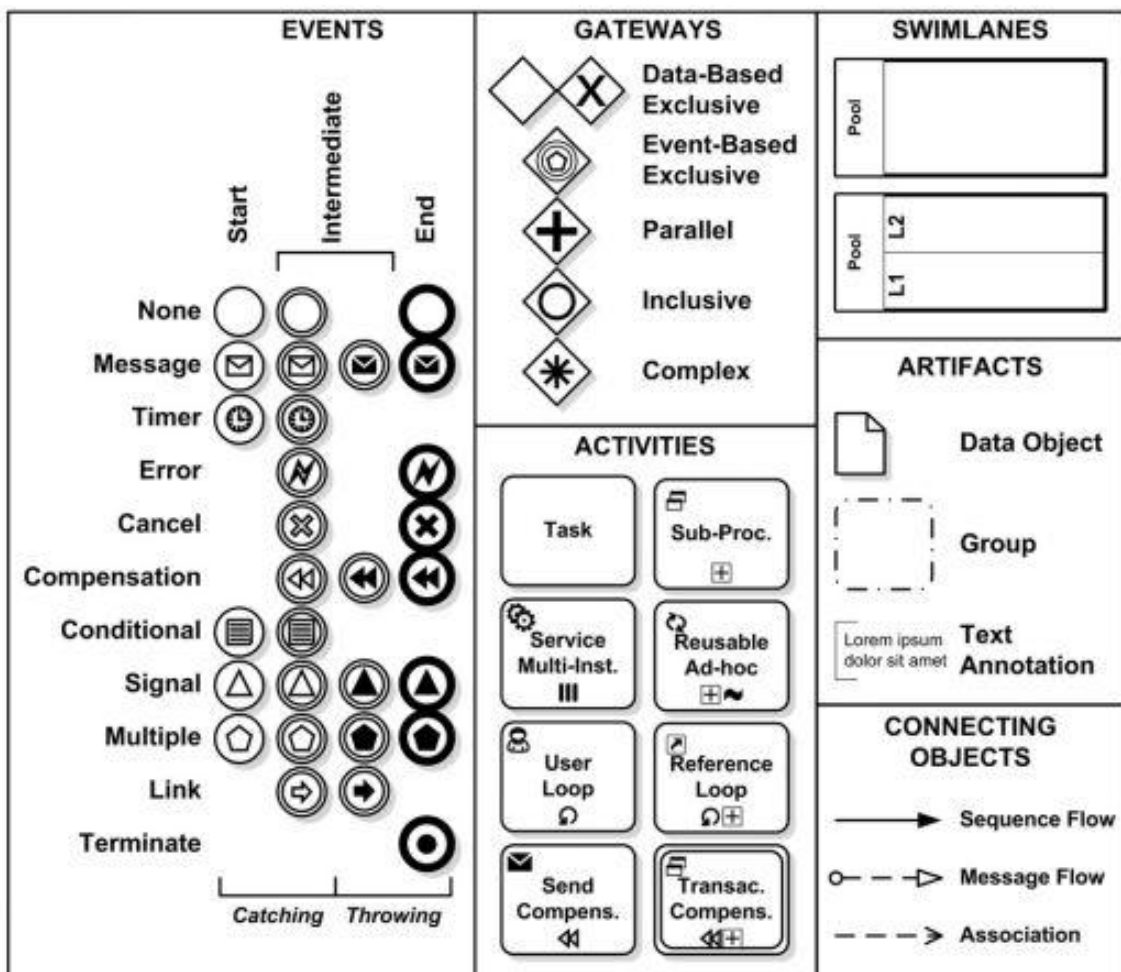 EVENTS
Start
Intermediate
End
None
Message
Timer
Error
Cancel
Compensation
Conditional
Signal
Multiple
Link
Terminate
Catching
Throwing
GATEWAYS
Data-Based
Exclusive
X
Event-Based
Exclusive
Parallel
Inclusive
Complex
ACTIVITIES
Task
Sub-Proc.
Service
Multi-Inst.
Reusable
Ad-hoc
User
Loop
Reference
Loop
Send
Compens.
Transac.
Compens.
SWIMLANES
Pool
Pool
L2
L1
ARTIFACTS
Data Object
Group
Lorem ipsum
dolor sit amet
Text
Annotation
CONNECTING
OBJECTS
Sequence Flow
Message Flow
Association